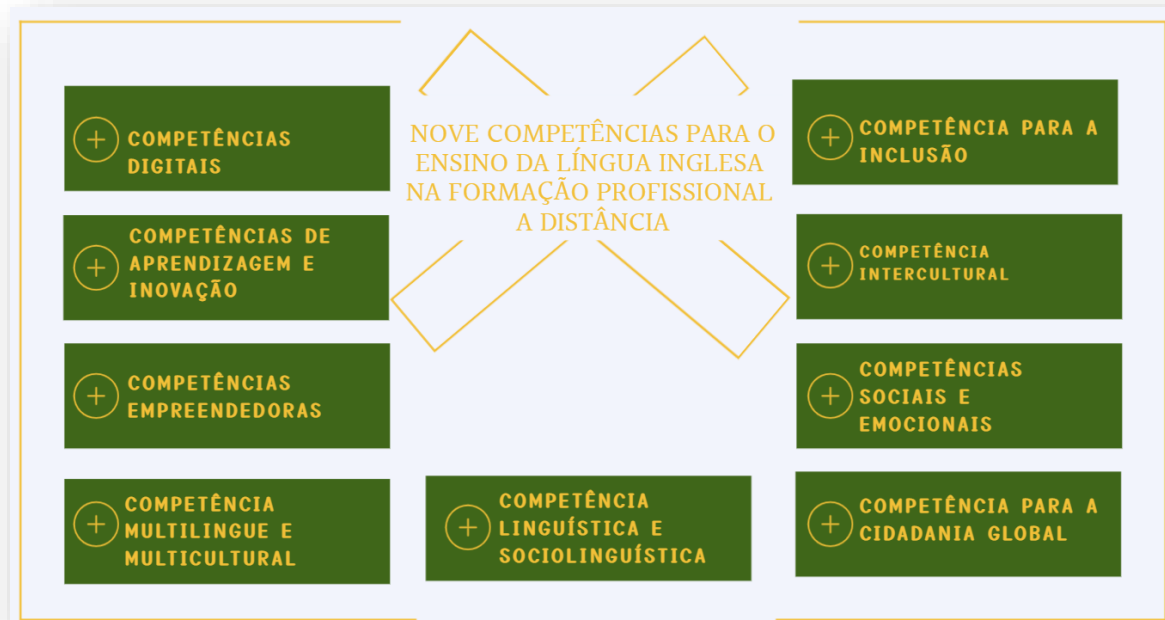 NOVE COMPETÊNCIAS PARA O
ENSINO DA LÍNGUA INGLESA
NA FORMAÇÃO PROFISSIONAL
A DISTÂNCIA
COMPETÊNCIAS
DIGITAIS
COMPETÊNCIAS DE
APRENDIZAGEM E
INOVAÇÃO
COMPETÊNCIAS
EMPREENDEDORAS
COMPETÊNCIA
MULTILINGUE E
MULTICULTURAL
COMPETÊNCIA
LINGUÍSTICA E
SOCIOLINGUÍSTICA
COMPETÊNCIA PARA A
INCLUSÃO
COMPETÊNCIA
INTERCULTURAL
COMPETÊNCIAS
SOCIAIS E
EMOCIONAIS
COMPETÊNCIA PARA A
CIDADANIA GLOBAL